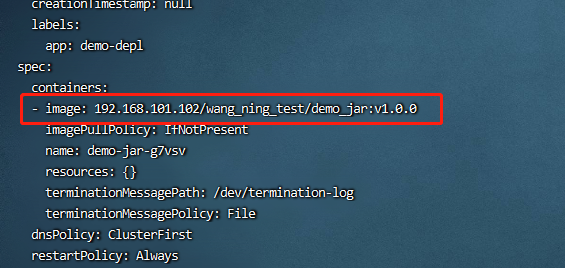 creationTimestamp: null
labels:
app: demo-depl
spec:
containers:
- image: 192.168.101.102/wang_ning_test/demo_jar:v1.0.0
imagePullPolicy: IfNotPresent
name: demo-jar-g7vsv
resources: {}
terminationMessagePath: /dev/termination-log
terminationMessagePolicy: File
dnsPolicy: ClusterFirst
restartPolicy: Always